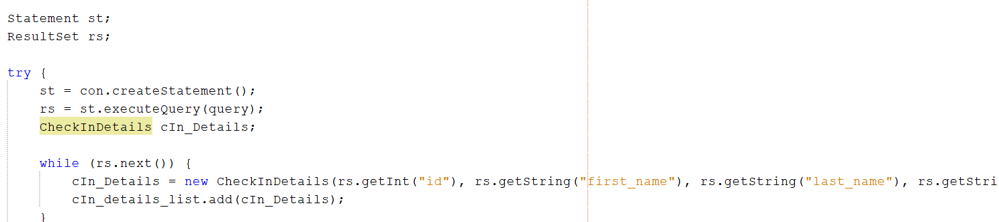 Statement st;
ResultSet rs;
try {
st = con.createStatement();
rs = st.executeQuery(query);
CheckInDetails cIn_Details;
while (rs.next()) {
cIn_Details = new CheckInDetails(rs.getInt("id"), rs.getString("first_name"), rs.getString("last_name"), rs.getStri
cIn_details_list.add(cIn_Details);
}